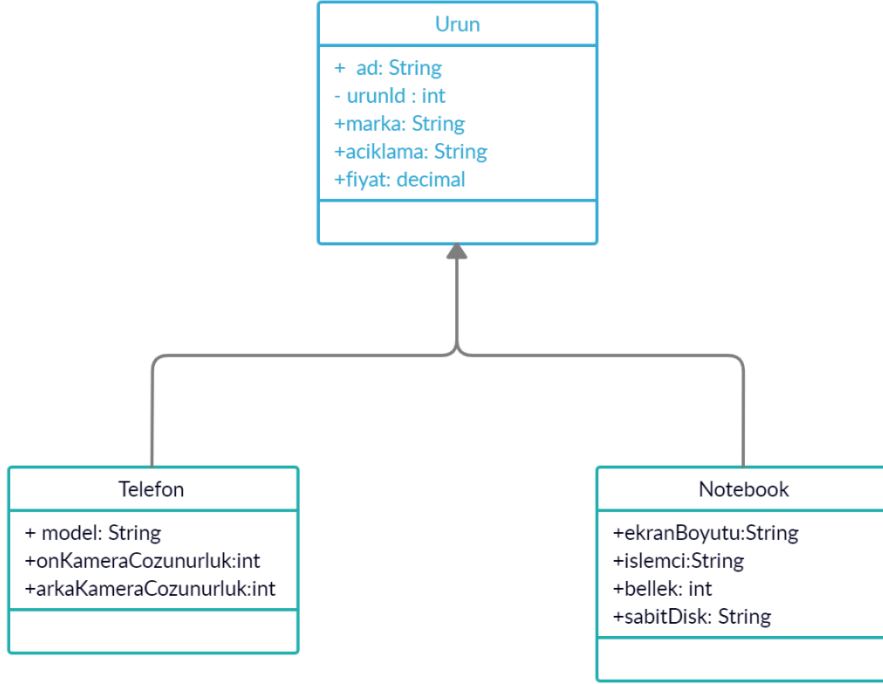 Urun
+ ad: String
- urunId : int
+marka: String
+aciklama: String
+fiyat: decimal
Telefon
+ model: String
+onKameraCozunurluk:int
+arkaKameraCozunurluk:int
Notebook
+ekranBoyutu:String
+islemci:String
+bellek: int
+sabitDisk: String